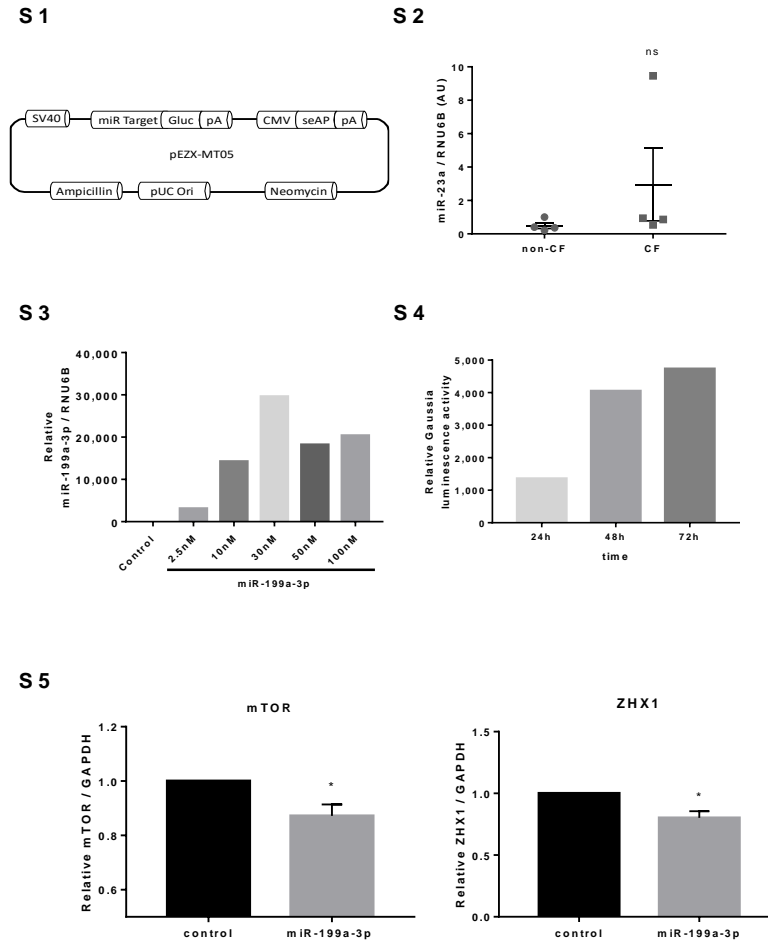 S 1
SV40
miR Target
Gluc
pA
CMV
seAP
pA
pEZX-MT05
Ampicillin
pUC Ori
Neomycin
S 2
ns
miR-23a / RNU6B (AU)
10
8
6
4
2
0
non-CF
CF
S 3
Relative
miR-199a-3p / RNU6B
40,000
30,000
20,000
10,000
0
Control
2.5nM
10nM
30nM
50nM
100nM
miR-199a-3p
S 4
Relative Gaussia
luminescence activity
5,000
4,000
3,000
2,000
1,000
0
24h
48h
72h
time
S 5
mTOR
Relative mTOR / GAPDH
1.2
1.0
0.8
0.6
*
control
miR-199a-3p
ZHX1
Relative ZHX1 / GAPDH
1.5
1.0
0.5
0.0
*
control
miR-199a-3p